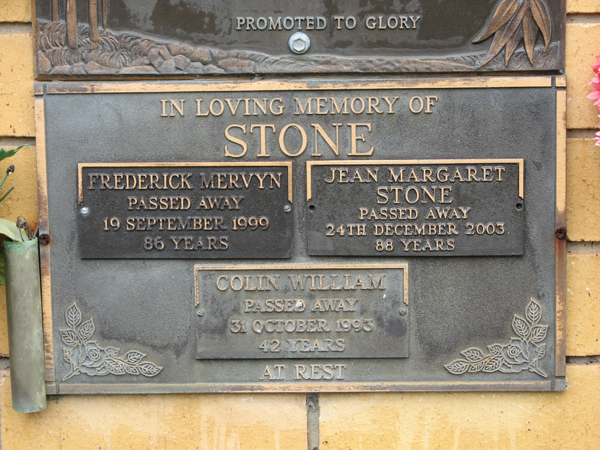 PROMOTED TO GLORY
IN LOVING MEMORY OF
STONE
FREDERICK MERVYN
PASSED AWAY
19 SEPTEMBER 1999
86 YEARS
JEAN MARGARET
STONE
PASSED AWAY
24TH DECEMBER 2003
88 YEARS
COLIN WILLIAM
PASSED AWAY
31 OCTOBER 1993
42 YEARS
AT REST